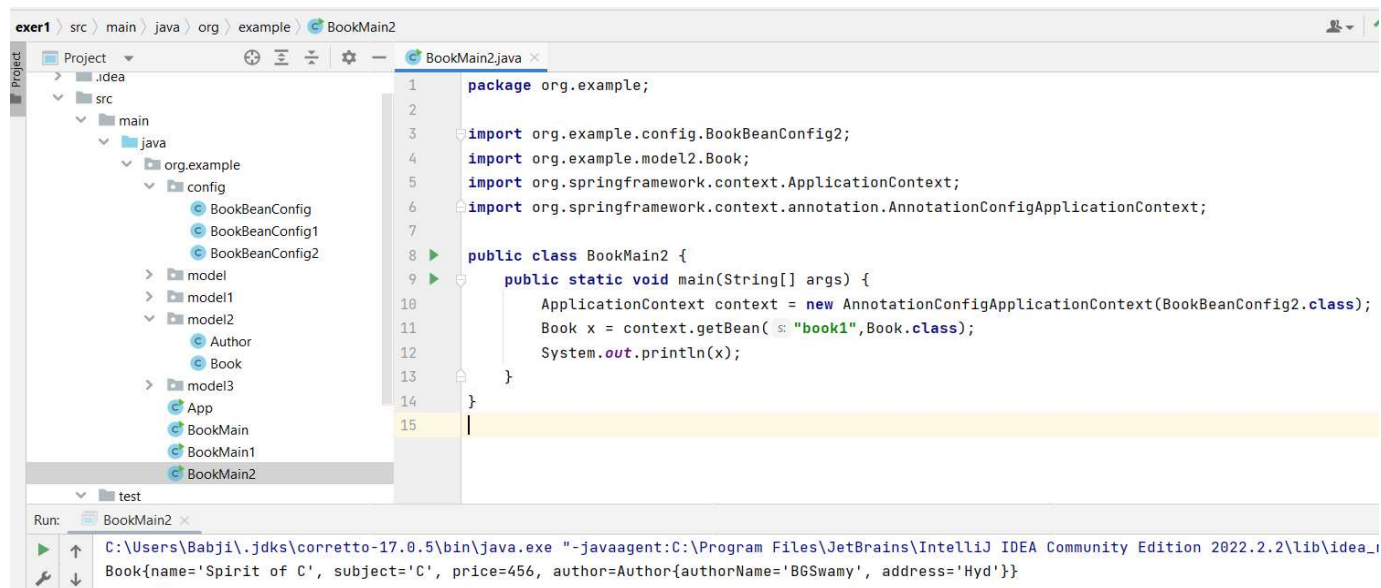 exer1 〉 src 〉 main 〉 java 〉 org 〉 example 〉 BookMain2
Project
Project
BookMain2.java
.idea
src
main
java
org.example
config
BookBeanConfig
BookBeanConfig1
BookBeanConfig2
model
model1
model2
Author
Book
model3
App
BookMain
BookMain1
BookMain2
test
1 package org.example;
2
3 import org.example.config.BookBeanConfig2;
4 import org.example.model2.Book;
5 import org.springframework.context.ApplicationContext;
6 import org.springframework.context.annotation.AnnotationConfigApplicationContext;
7
8 public class BookMain2 {
9 public static void main(String[] args) {
10 ApplicationContext context = new AnnotationConfigApplicationContext(BookBeanConfig2.class);
11 Book x = context.getBean( s: "book1",Book.class);
12 System.out.println(x);
13 }
14 }
15
Run: BookMain2
C:\Users\Babji\.jdks\corretto-17.0.5\bin\java.exe "-javaagent:C:\Program Files\JetBrains\IntelliJ IDEA Community Edition 2022.2.2\lib\idea_
Book{name='Spirit of C', subject='C', price=456, author=Author{authorName='BGSwamy', address='Hyd'}}